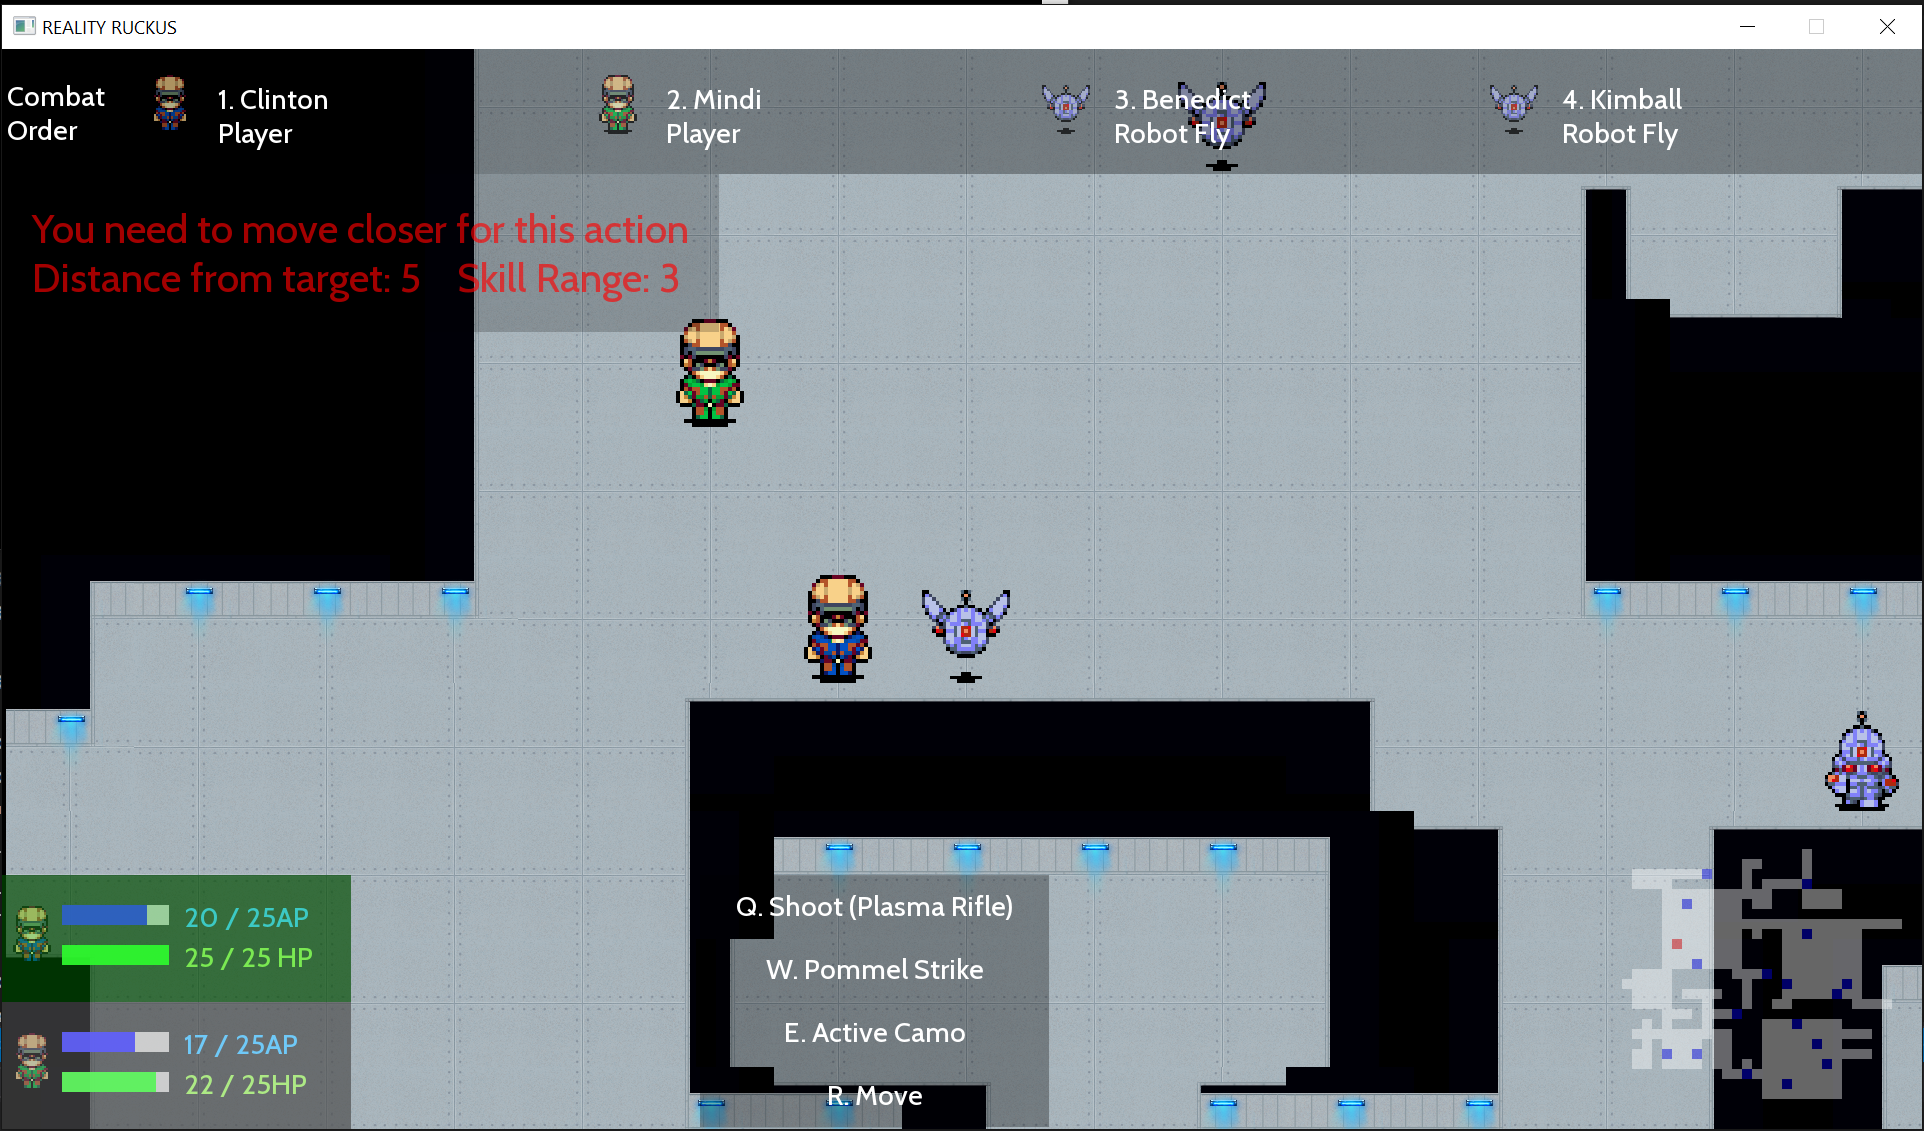 REALITY RUCKUS
Combat
Order
1. Clinton
Player
2. Mindi
Player
3. Benedict
Robot Fly
4. Kimball
Robot Fly
You need to move closer for this action
Distance from target: 5 Skill Range: 3
20 / 25AP
25 / 25 HP
17 / 25AP
22 / 25HP
Q. Shoot (Plasma Rifle)
W. Pommel Strike
E. Active Camo
R. Move